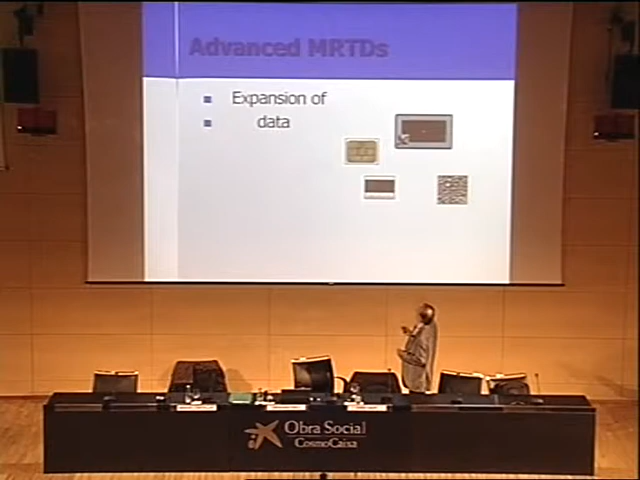 Advanced MRTDs
Expansion of
data
Obra Social
CosmoCaixa